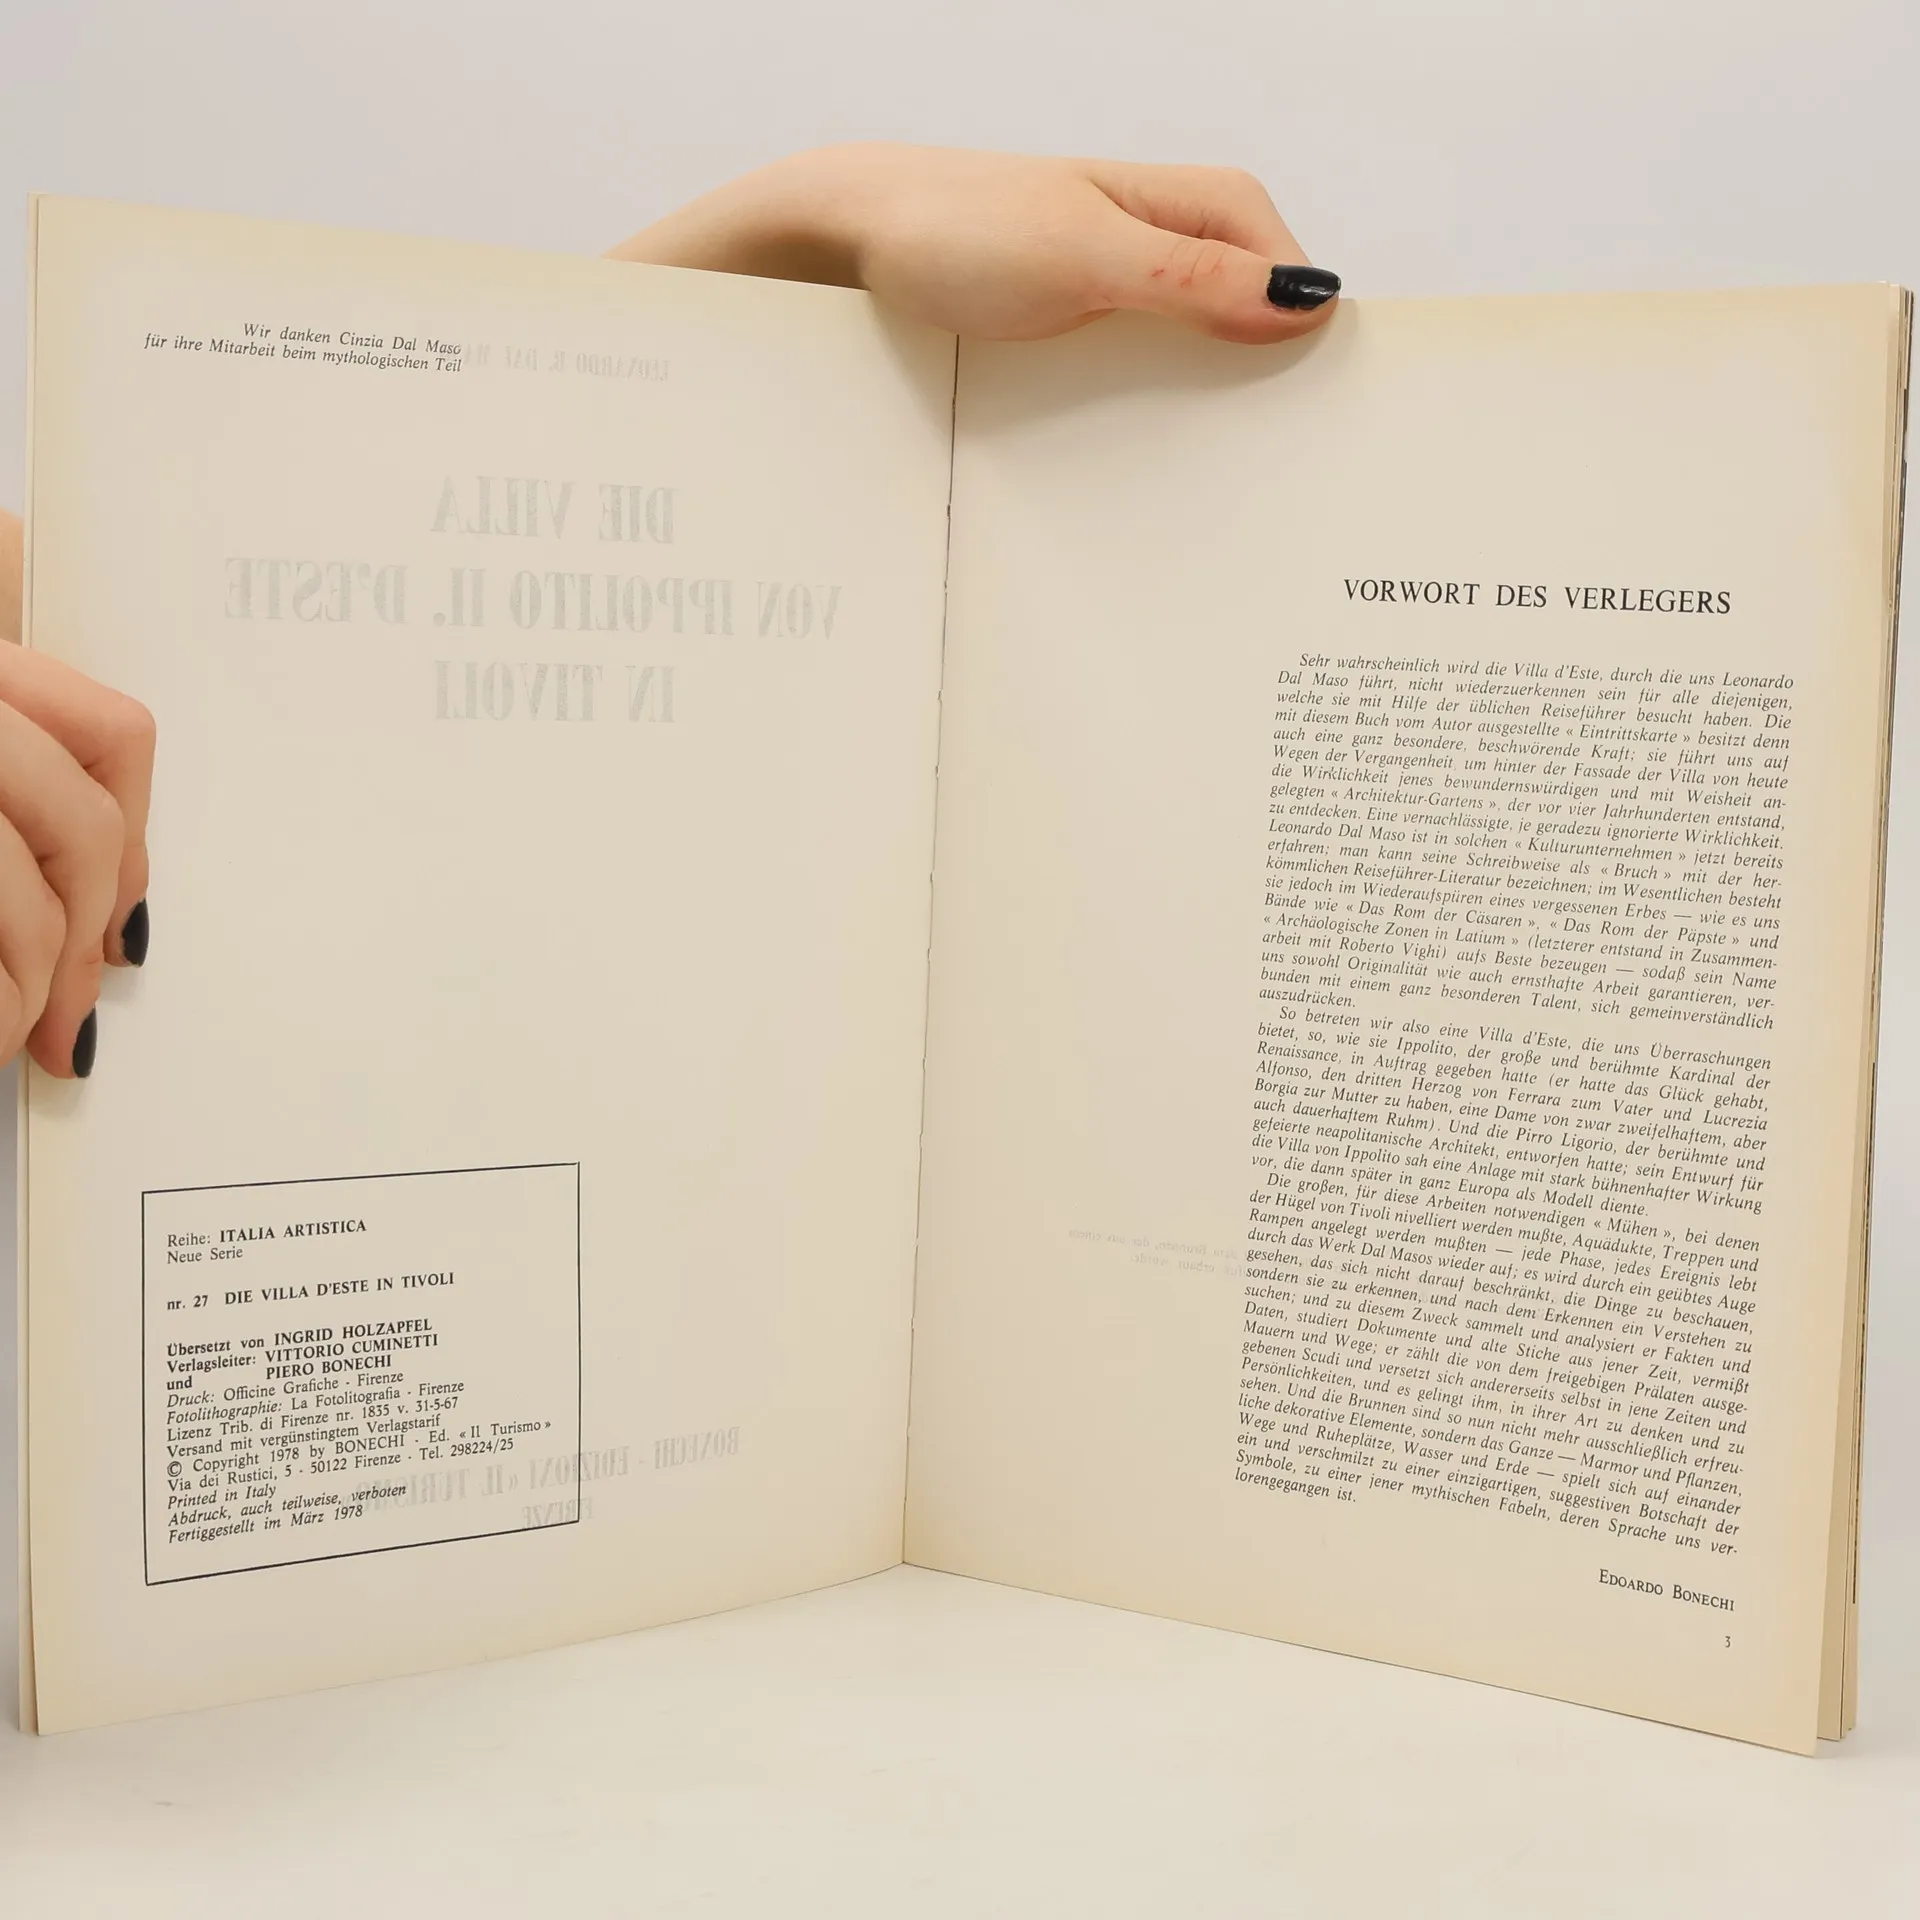 Wir danken Cinzia Dal Maso
für ihre Mitarbeit beim mythologischen Teil
LEONARDO B. DAL MASO
DIE VILLA
VON IPPOLITO II. D'ESTE
IN TIVOLI
Reihe: ITALIA ARTISTICA
Neue Serie
nr. 27 DIE VILLA D'ESTE IN TIVOLI
Übersetzt von INGRID HOLZAPFEL
Verlagsleiter: VITTORIO CUMINETTI
und PIERO BONECHI
Druck: Officine Grafiche - Firenze
Fotolithographie: La Fotolitografia - Firenze
Lizenz Trib. di Firenze nr. 1835 v. 31-5-67
Versand mit vergünstingtem Verlagstarif
© Copyright 1978 by BONECHI - Ed. « Il Turismo »
Via dei Rustici, 5 - 50122 Firenze - Tel. 298224/25
Printed in Italy
Abdruck, auch teilweise, verboten
Fertiggestellt im März 1978
BONECHI - EDIZIONI « IL TURISMO »
FIRENZE
VORWORT DES VERLEGERS
Sehr wahrscheinlich wird die Villa d'Este, durch die uns Leonardo
Dal Maso führt, nicht wiederzuerkennen sein für alle diejenigen,
welche sie mit Hilfe der üblichen Reiseführer besucht haben. Die
mit diesem Buch vom Autor ausgestellte « Eintrittskarte » besitzt denn
auch eine ganz besondere, beschwörende Kraft; sie führt uns auf
Wegen der Vergangenheit, um hinter der Fassade der Villa von heute
die Wirklichkeit jenes bewundernswürdigen und mit Weisheit an-
gelegten « Architektur-Gartens », der vor vier Jahrhunderten entstand,
zu entdecken. Eine vernachlässigte, je geradezu ignorierte Wirklichkeit.
Leonardo Dal Maso ist in solchen « Kulturunternehmen » jetzt bereits
erfahren; man kann seine Schreibweise als « Bruch » mit der her-
kömmlichen Reiseführer-Literatur bezeichnen; im Wesentlichen besteht
sie jedoch im Wiederaufspüren eines vergessenen Erbes — wie es uns
Bände wie « Das Rom der Cäsaren », « Das Rom der Päpste » und
« Archäologische Zonen in Latium » (letzterer entstand in Zusammen-
arbeit mit Roberto Vighi) aufs Beste bezeugen — sodaß sein Name
uns sowohl Originalität wie auch ernsthafte Arbeit garantieren, ver-
bunden mit einem ganz besonderen Talent, sich gemeinverständlich
auszudrücken.
So betreten wir also eine Villa d'Este, die uns Überraschungen
bietet, so, wie sie Ippolito, der große und berühmte Kardinal der
Renaissance, in Auftrag gegeben hatte (er hatte das Glück gehabt,
Alfonso, den dritten Herzog von Ferrara zum Vater und Lucrezia
Borgia zur Mutter zu haben, eine Dame von zwar zweifelhaftem, aber
auch dauerhaftem Ruhm). Und die Pirro Ligorio, der berühmte und
gefeierte neapolitanische Architekt, entworfen hatte; sein Entwurf für
die Villa von Ippolito sah eine Anlage mit stark bühnenhafter Wirkung
vor, die dann später in ganz Europa als Modell diente.
Die großen, für diese Arbeiten notwendigen « Mühen », bei denen
der Hügel von Tivoli nivelliert werden mußte, Aquädukte, Treppen und
Rampen angelegt werden mußten — jede Phase, jedes Ereignis lebt
durch das Werk Dal Masos wieder auf; es wird durch ein geübtes Auge
gesehen, das sich nicht darauf beschränkt, die Dinge zu beschauen,
sondern sie zu erkennen, und nach dem Erkennen ein Verstehen zu
suchen; und zu diesem Zweck sammelt und analysiert er Fakten und
Daten, studiert Dokumente und alte Stiche aus jener Zeit, vermißt
Mauern und Wege; er zählt die von dem freigebigen Prälaten ausge-
gebenen Scudi und versetzt sich andererseits selbst in jene Zeiten und
Persönlichkeiten, und es gelingt ihm, in ihrer Art zu denken und zu
sehen. Und die Brunnen sind so nun nicht mehr ausschließlich erfreu-
liche dekorative Elemente, sondern das Ganze — Marmor und Pflanzen,
Wege und Ruheplätze, Wasser und Erde — spielt sich auf einander
ein und verschmilzt zu einer einzigartigen, suggestiven Botschaft der
Symbole, zu einer jener mythischen Fabeln, deren Sprache uns ver-
lorengegangen ist.
EDOARDO BONECHI
3